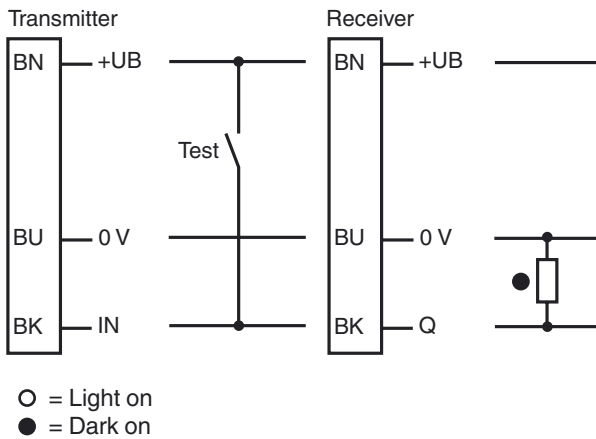 Transmitter
Receiver
BN +UB
BN +UB
Test
BU 0 V
BU 0 V
BK IN
BK Q
= Light on
= Dark on